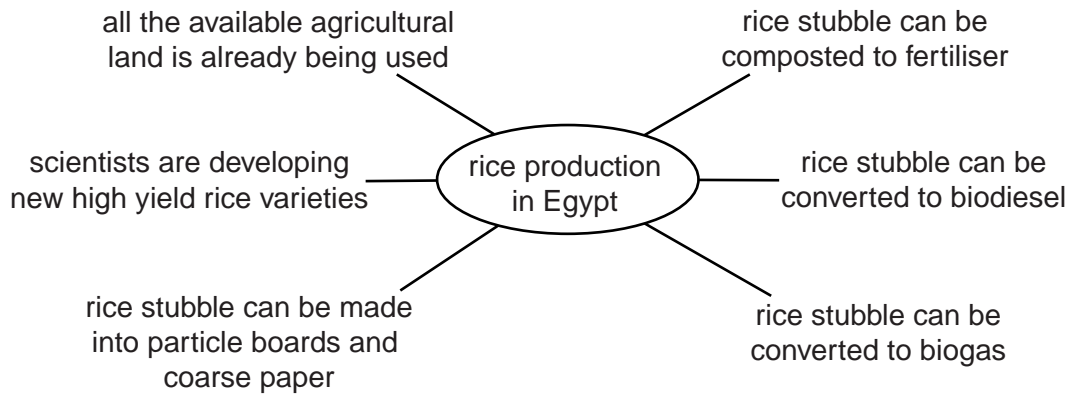 all the available agricultural
land is already being used
rice stubble can be
composted to fertiliser
scientists are developing
new high yield rice varieties
rice production
in Egypt
rice stubble can be
converted to biodiesel
rice stubble can be made
into particle boards and
coarse paper
rice stubble can be
converted to biogas